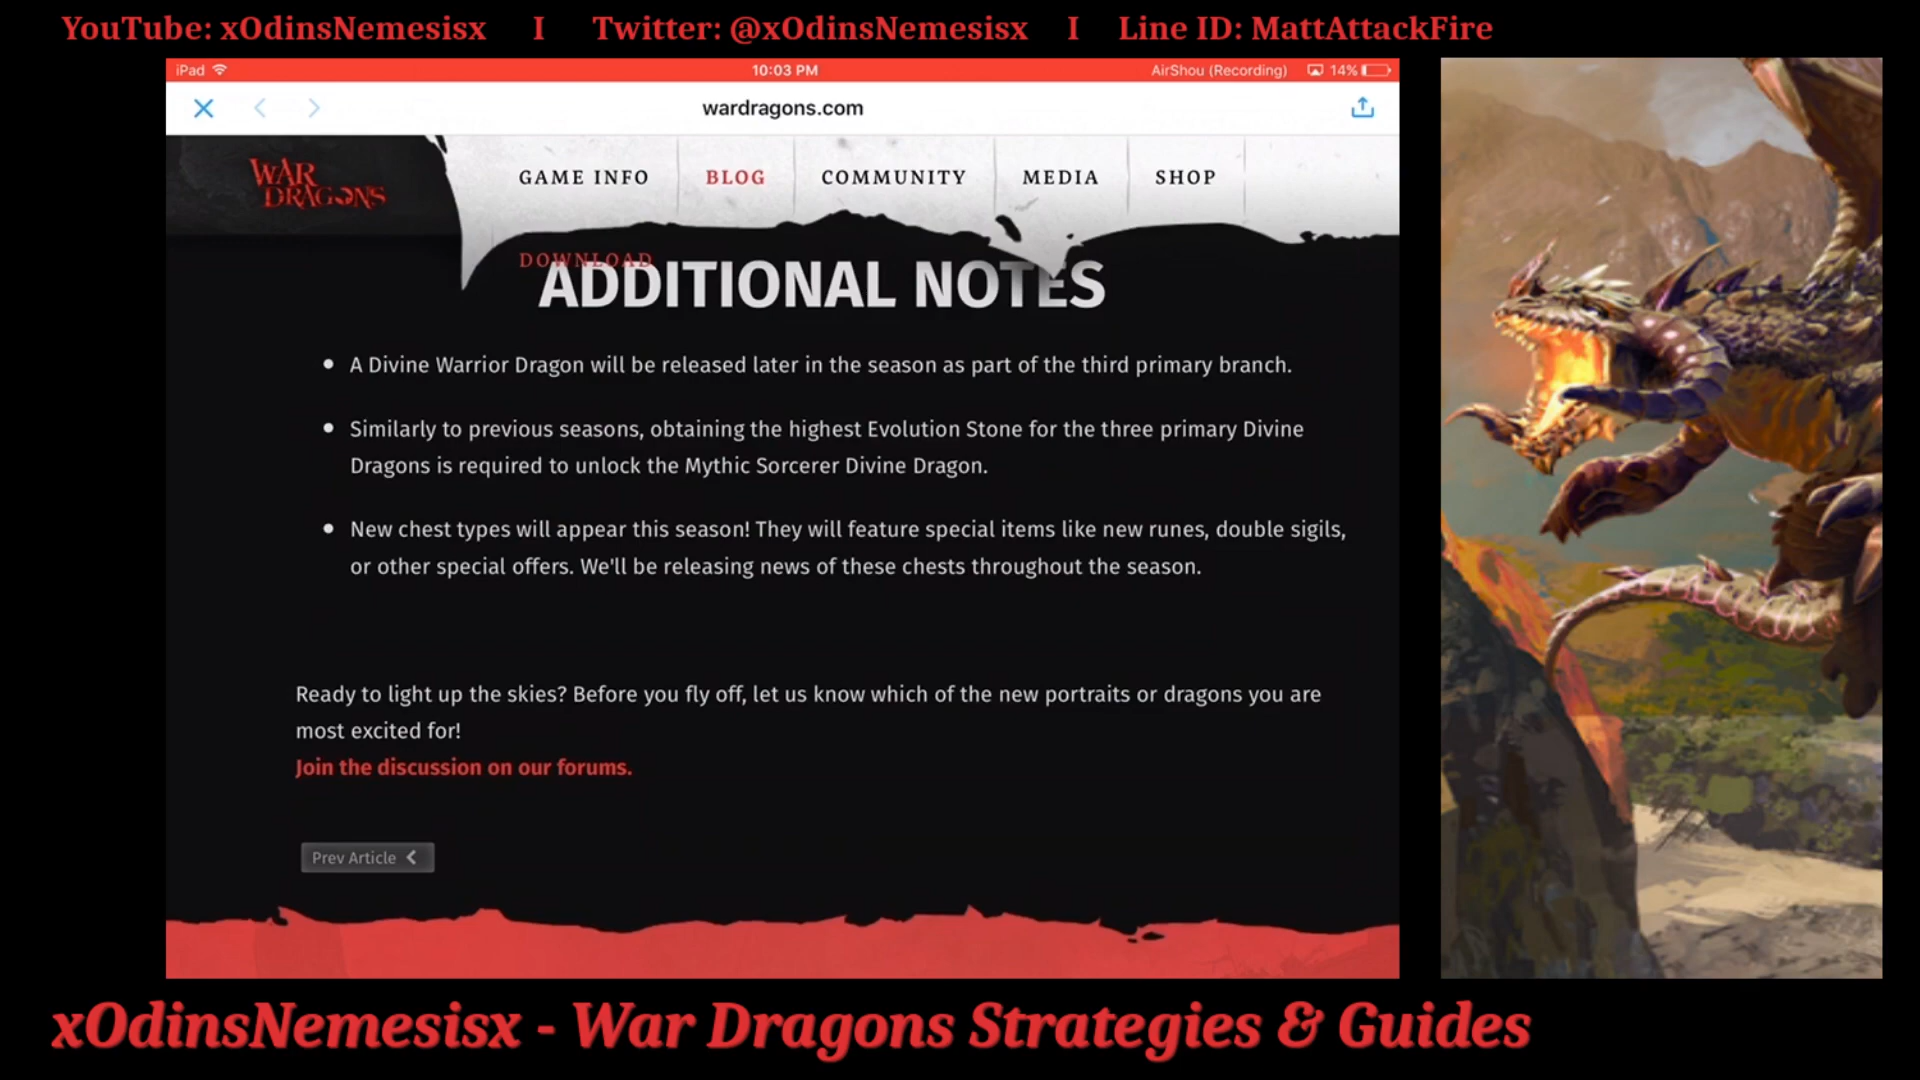 YouTube: xOdinsNemesisx I Twitter: @xOdinsNemesisx I Line ID: MattAttackFire
iPad 10:03 PM AirShou (Recording) 14%
wardragons.com
WAR DRAGONS
GAME INFO BLOG COMMUNITY MEDIA SHOP
DOWNLOAD
ADDITIONAL NOTES
• A Divine Warrior Dragon will be released later in the season as part of the third primary branch.
• Similarly to previous seasons, obtaining the highest Evolution Stone for the three primary Divine
Dragons is required to unlock the Mythic Sorcerer Divine Dragon.
• New chest types will appear this season! They will feature special items like new runes, double sigils,
or other special offers. We'll be releasing news of these chests throughout the season.
Ready to light up the skies? Before you fly off, let us know which of the new portraits or dragons you are
most excited for!
Join the discussion on our forums.
Prev Article
xOdinsNemesisx - War Dragons Strategies & Guides